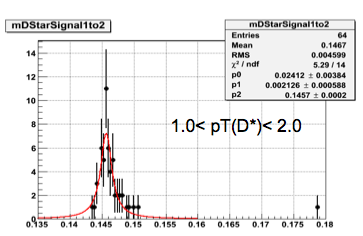 mDStarSignal1to2
mDStarSignal1to2
Entries 64
Mean 0.1467
RMS 0.004599
χ² / ndf 5.29 / 14
p0 0.02412 ± 0.00384
p1 0.002126 ± 0.000588
p2 0.1457 ± 0.0002
1.0< pT(D*)< 2.0
14
12
10
8
6
4
2
0
0.135 0.14 0.145 0.15 0.155 0.16 0.165 0.17 0.175 0.18